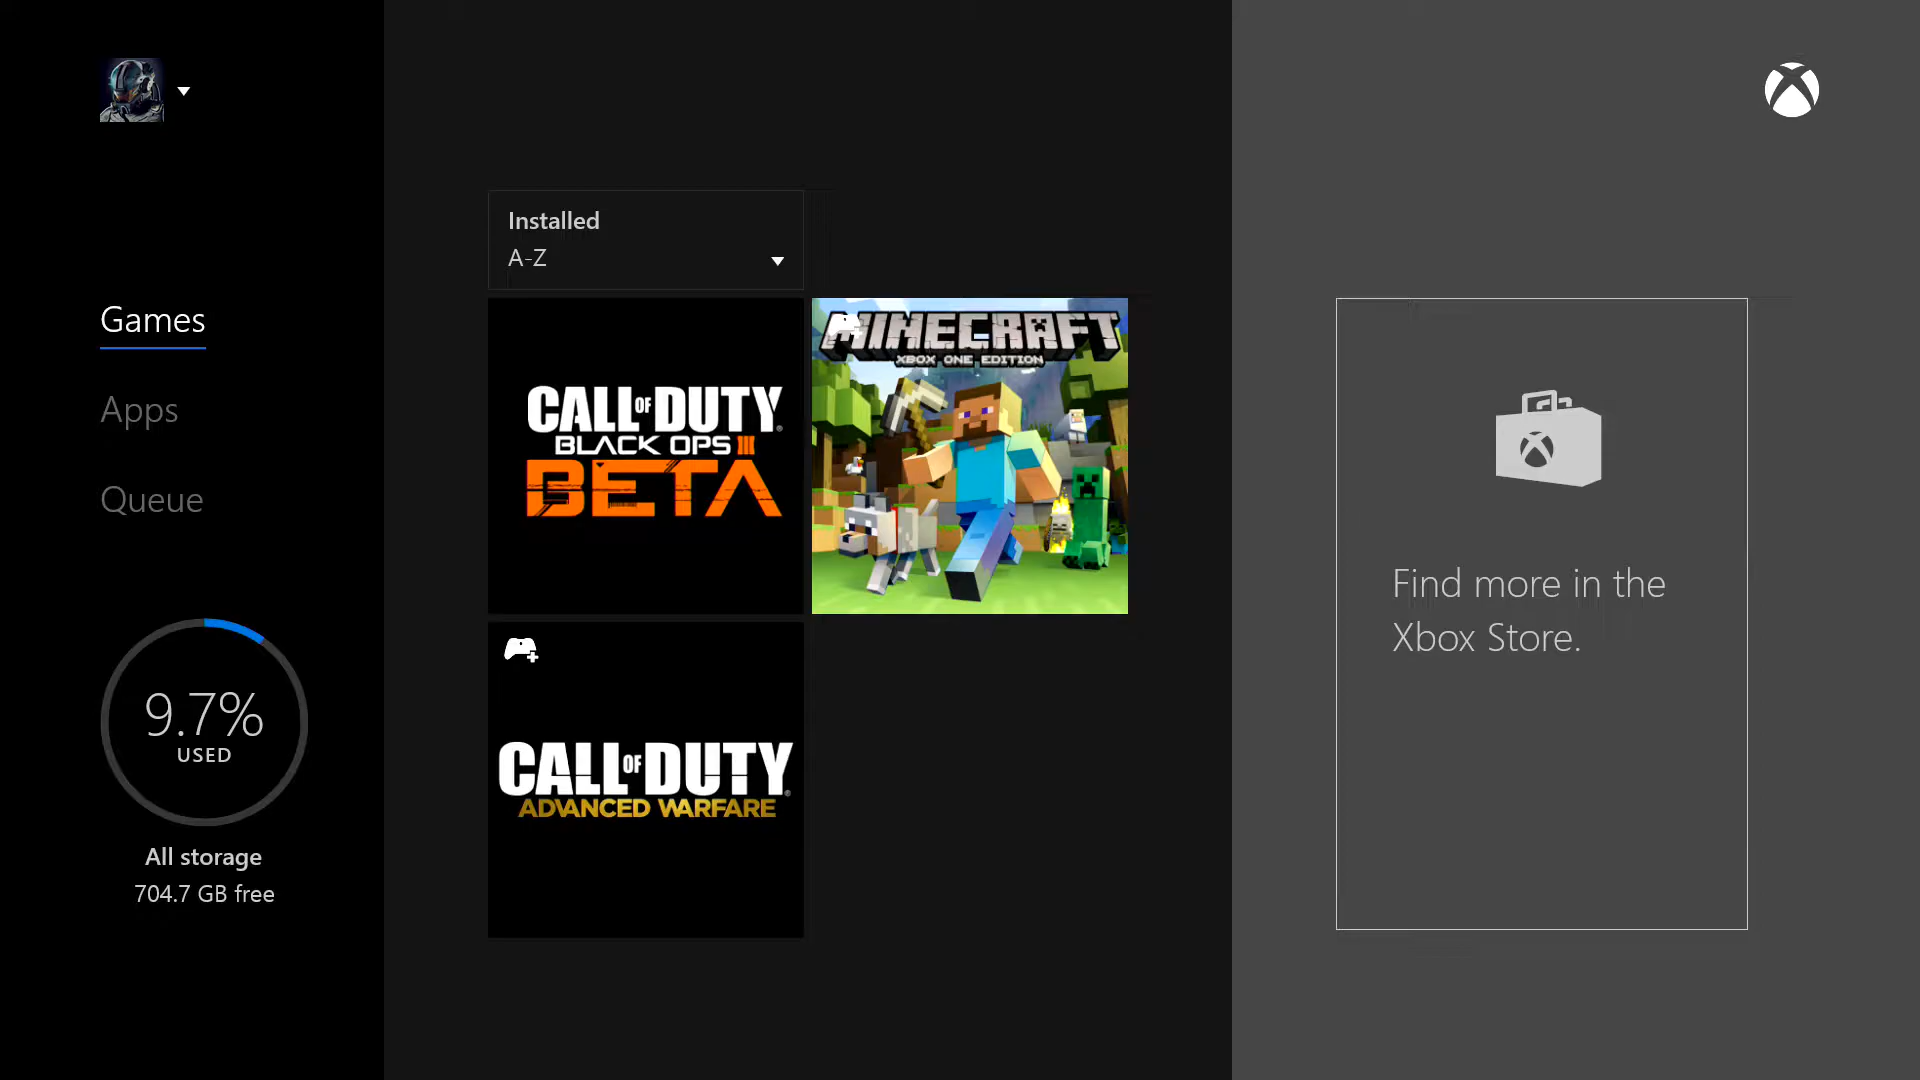 Games
Apps
Queue
9.7%
USED
All storage
704.7 GB free
Installed
A-Z
CALL OF DUTY
BLACK OPS III
BETA
MINECRAFT
XBOX ONE EDITION
CALL OF DUTY
ADVANCED WARFARE
Find more in the
Xbox Store.